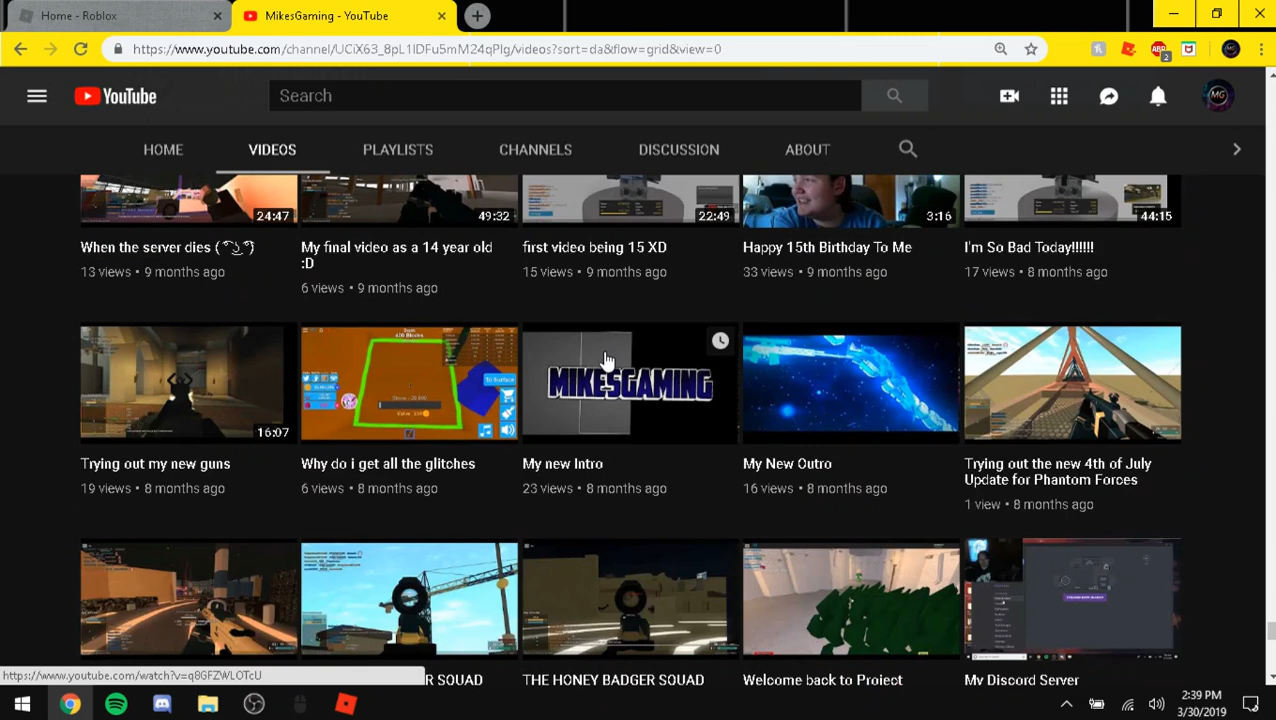 Home - Roblox
MikesGaming - YouTube
https://www.youtube.com/channel/UCiX63_8pL1IDFu5mM24qPIg/videos?sort=da&flow=grid&view=0
YouTube
Search
HOME
VIDEOS
PLAYLISTS
CHANNELS
DISCUSSION
ABOUT
24:47
49:32
22:49
3:16
44:15
When the server dies ( ͡° ͜ʖ ͡°)
13 views • 9 months ago
My final video as a 14 year old
:D
6 views • 9 months ago
first video being 15 XD
15 views • 9 months ago
Happy 15th Birthday To Me
33 views • 9 months ago
I'm So Bad Today!!!!!!
17 views • 8 months ago
16:07
To Surface
MIKESGAMING
Trying out my new guns
19 views • 8 months ago
Why do i get all the glitches
6 views • 8 months ago
My new Intro
23 views • 8 months ago
My New Outro
16 views • 8 months ago
Trying out the new 4th of July
Update for Phantom Forces
1 view • 8 months ago
SQUAD
THE HONEY BADGER SQUAD
Welcome back to Project
My Discord Server
https://www.youtube.com/watch?v=q8GFZWLOTcU
2:39 PM
3/30/2019